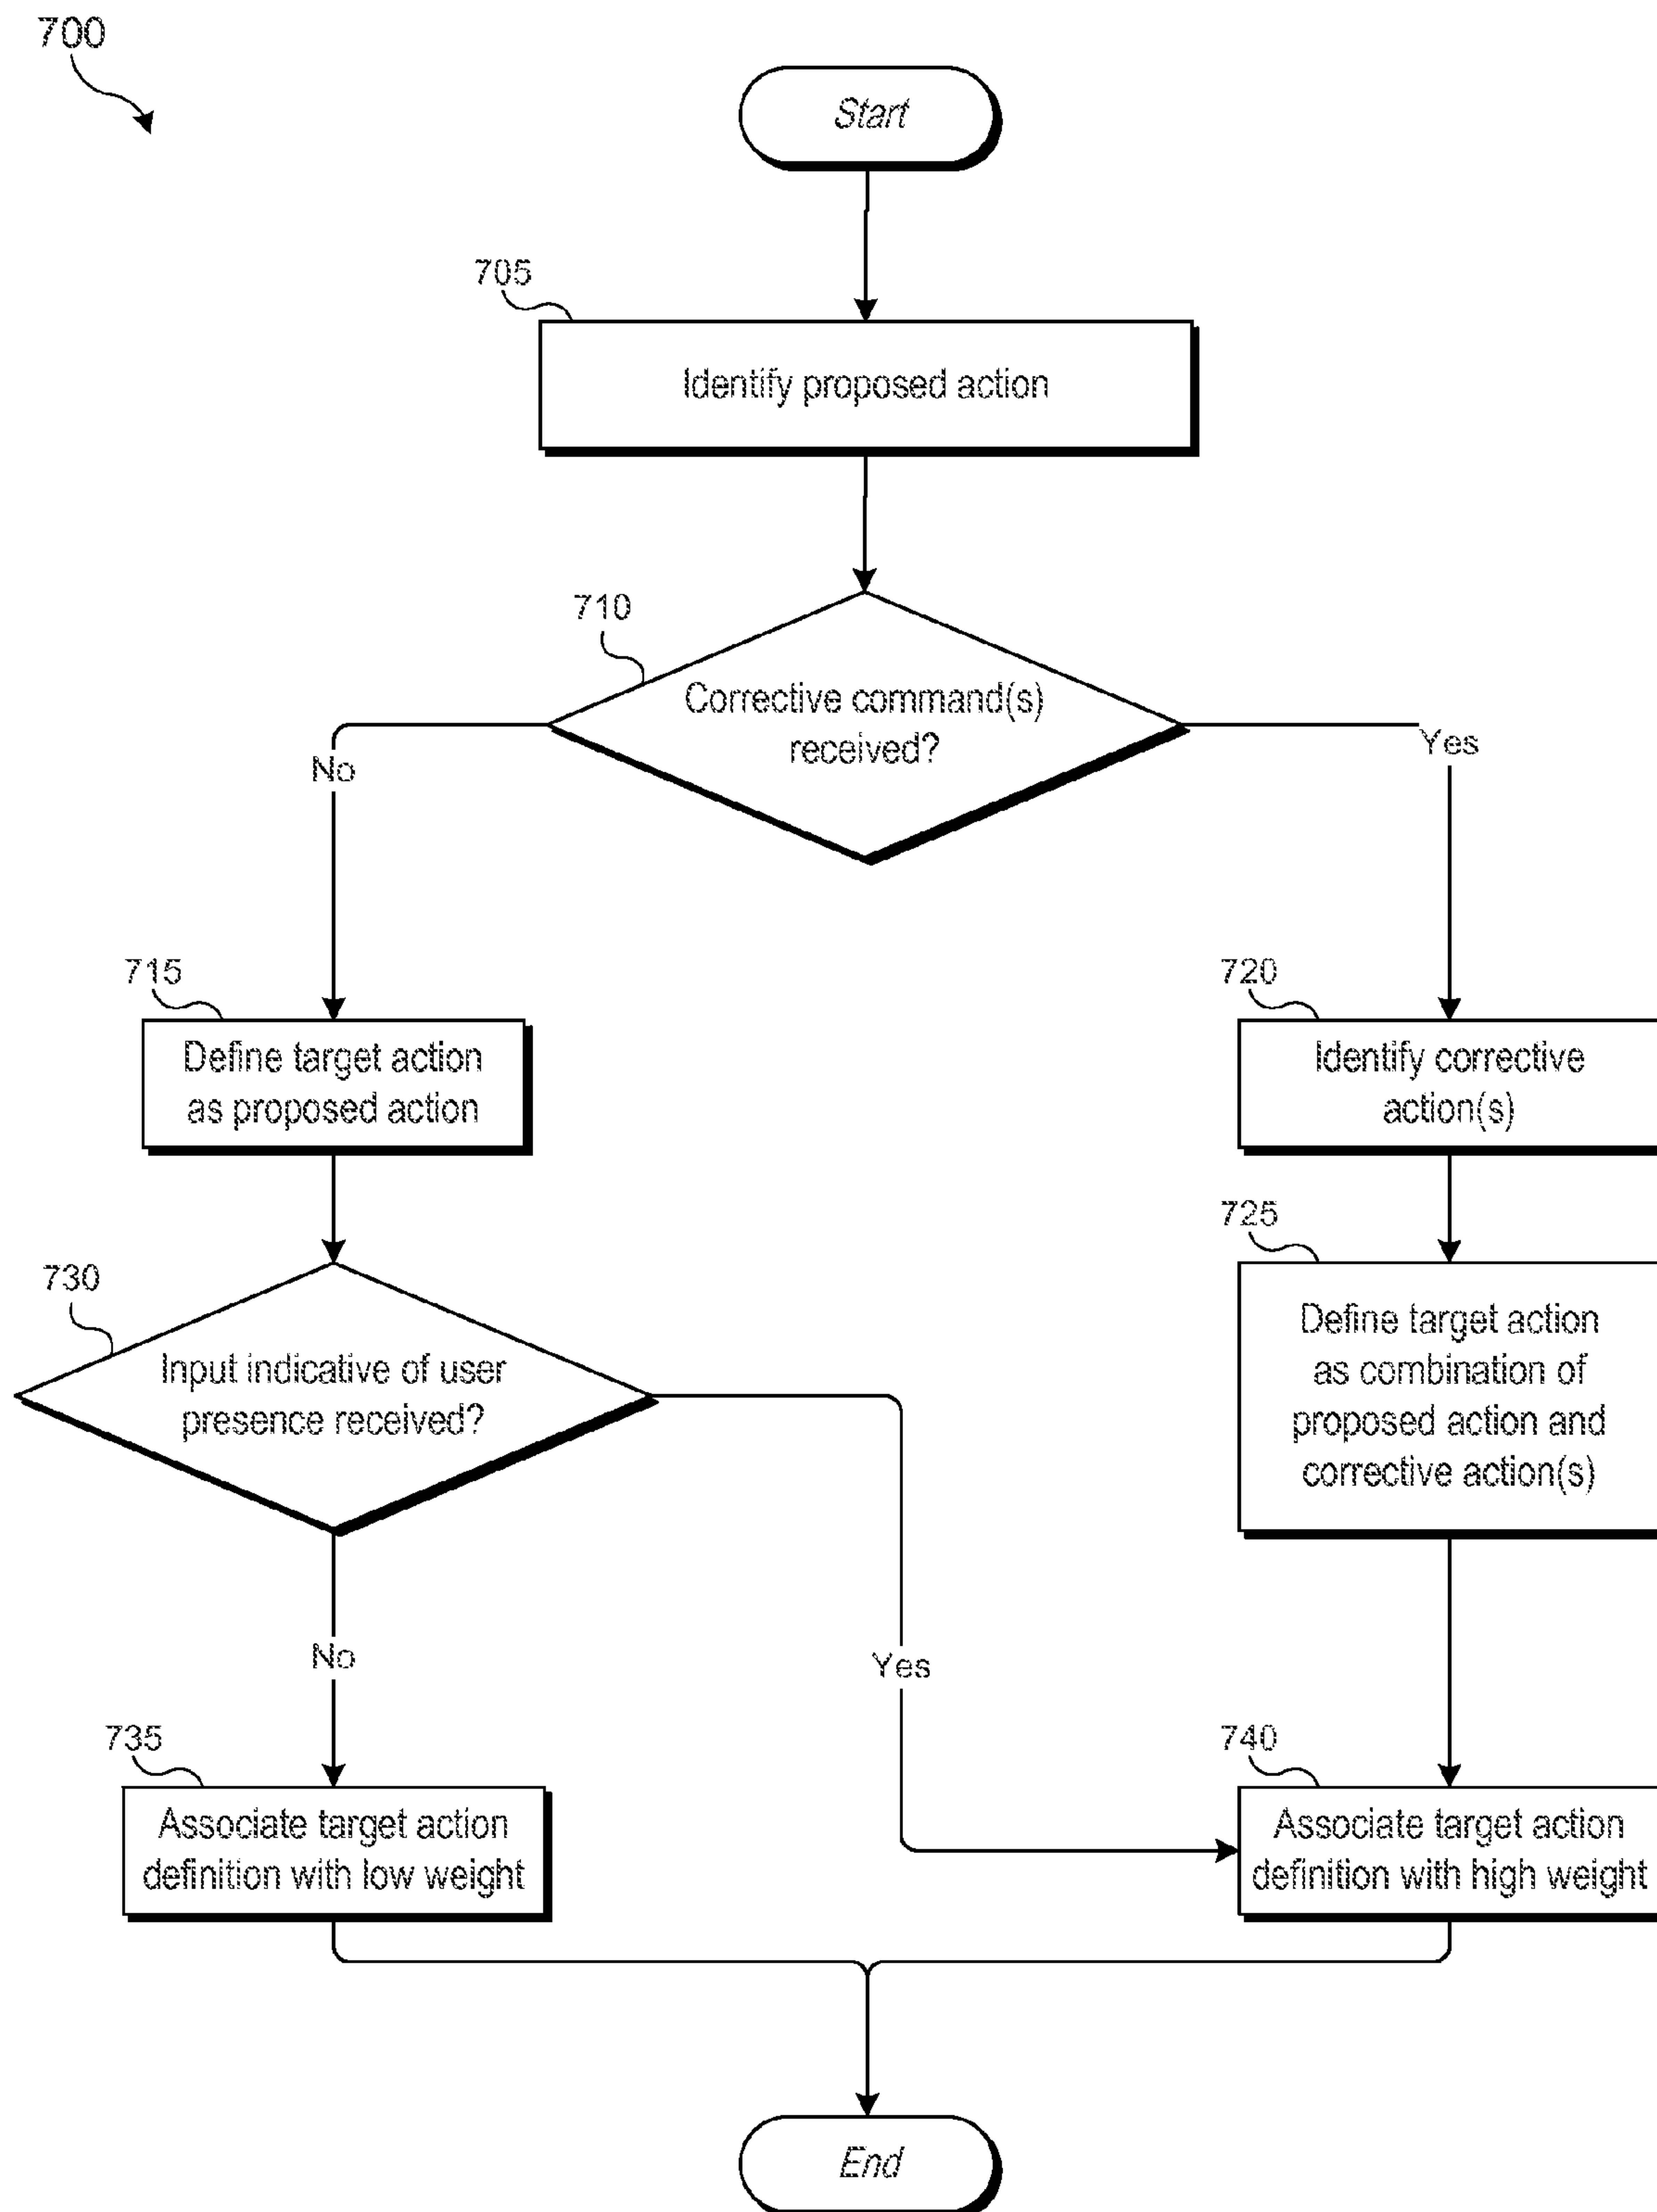 700
Start
705
Identify proposed action
710
Corrective command(s)
received?
No
Yes
715
Define target action
as proposed action
720
Identify corrective
action(s)
725
Define target action
as combination of
proposed action and
corrective action(s)
730
Input indicative of user
presence received?
No
Yes
735
Associate target action
definition with low weight
740
Associate target action
definition with high weight
End